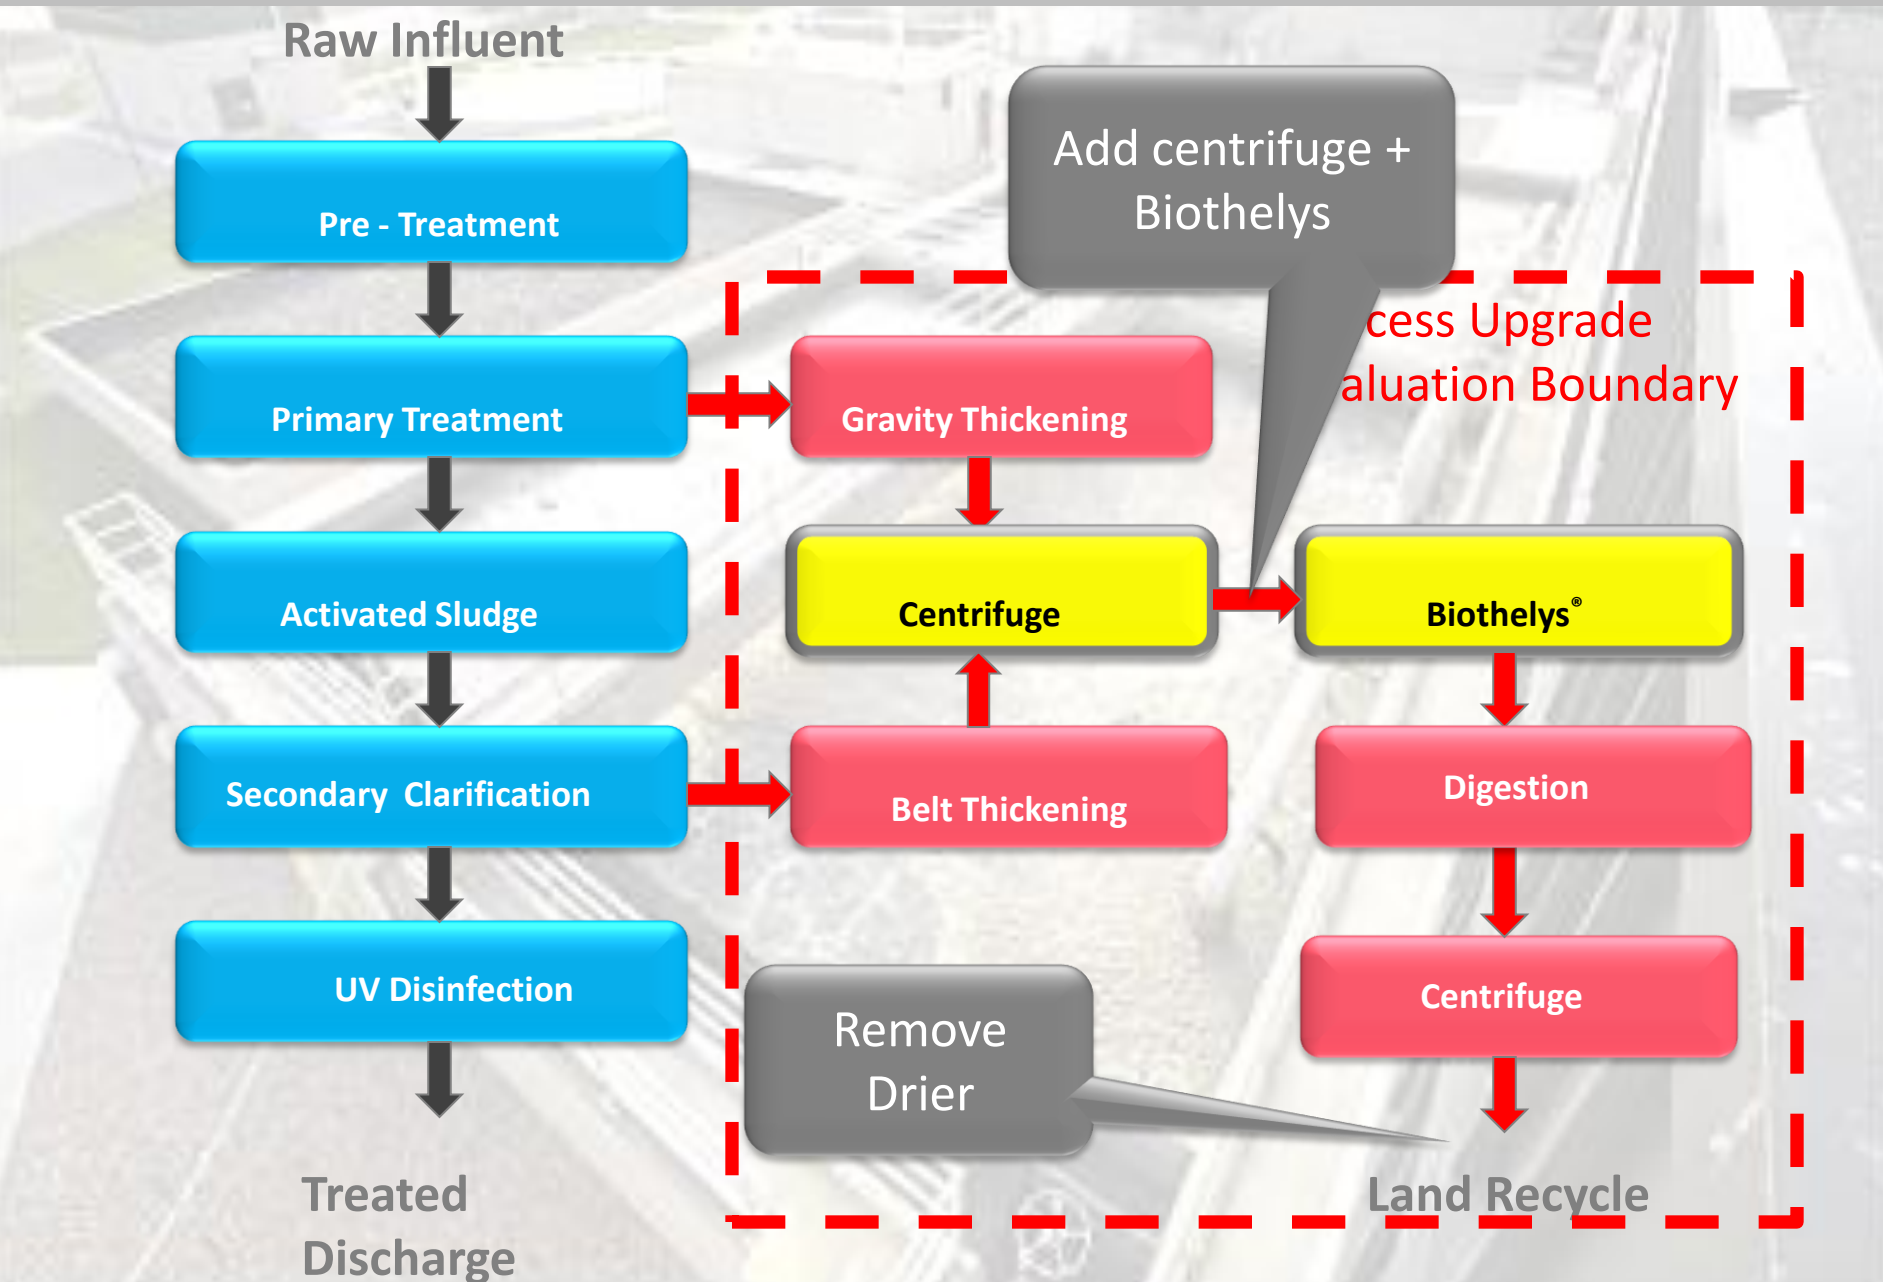 Raw Influent
Pre - Treatment
Primary Treatment
Activated Sludge
Secondary Clarification
UV Disinfection
Treated
Discharge
Add centrifuge +
Biothelys
cess Upgrade
aluation Boundary
Gravity Thickening
Centrifuge
Biothelys®
Belt Thickening
Digestion
Centrifuge
Remove
Drier
Land Recycle